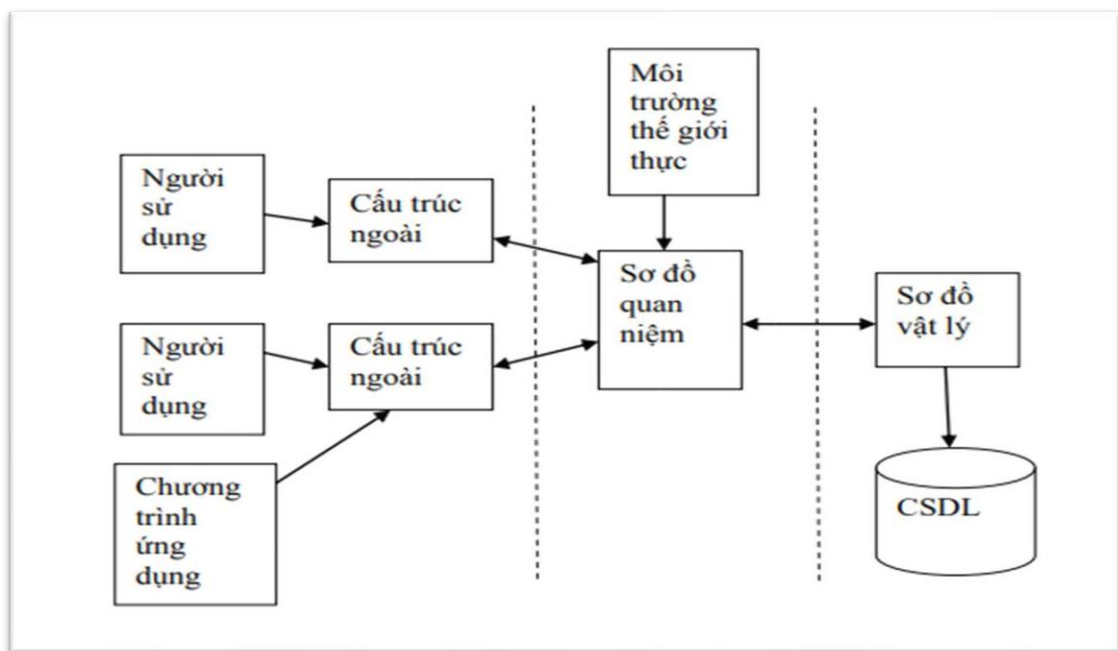 Môi
trường
thế giới
thực
Người
sử
dụng
Cấu trúc
ngoài
Sơ đồ
quan
niệm
Sơ đồ
vật lý
Người
sử
dụng
Cấu trúc
ngoài
Chương
trình
ứng
dụng
CSDL